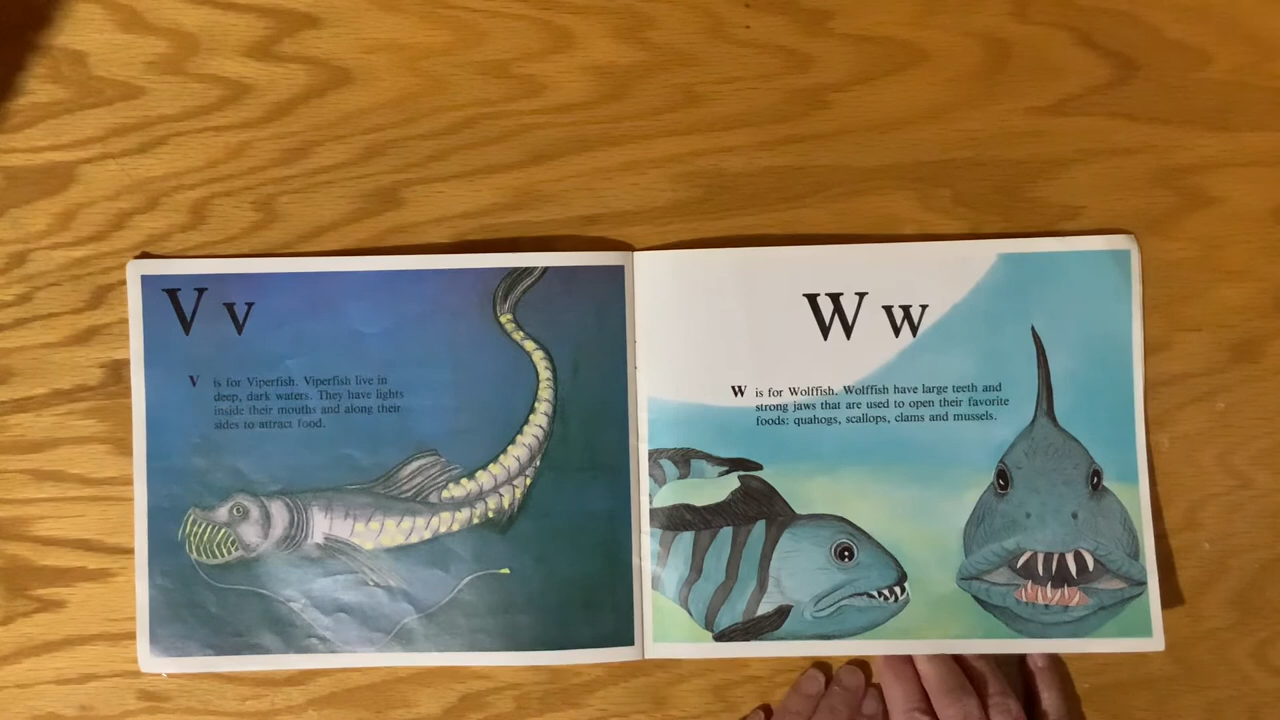 V v
V is for Viperfish. Viperfish live in
deep, dark waters. They have lights
inside their mouths and along their
sides to attract food.
W w
W is for Wolffish. Wolffish have large teeth and
strong jaws that are used to open their favorite
foods: quahogs, scallops, clams and mussels.